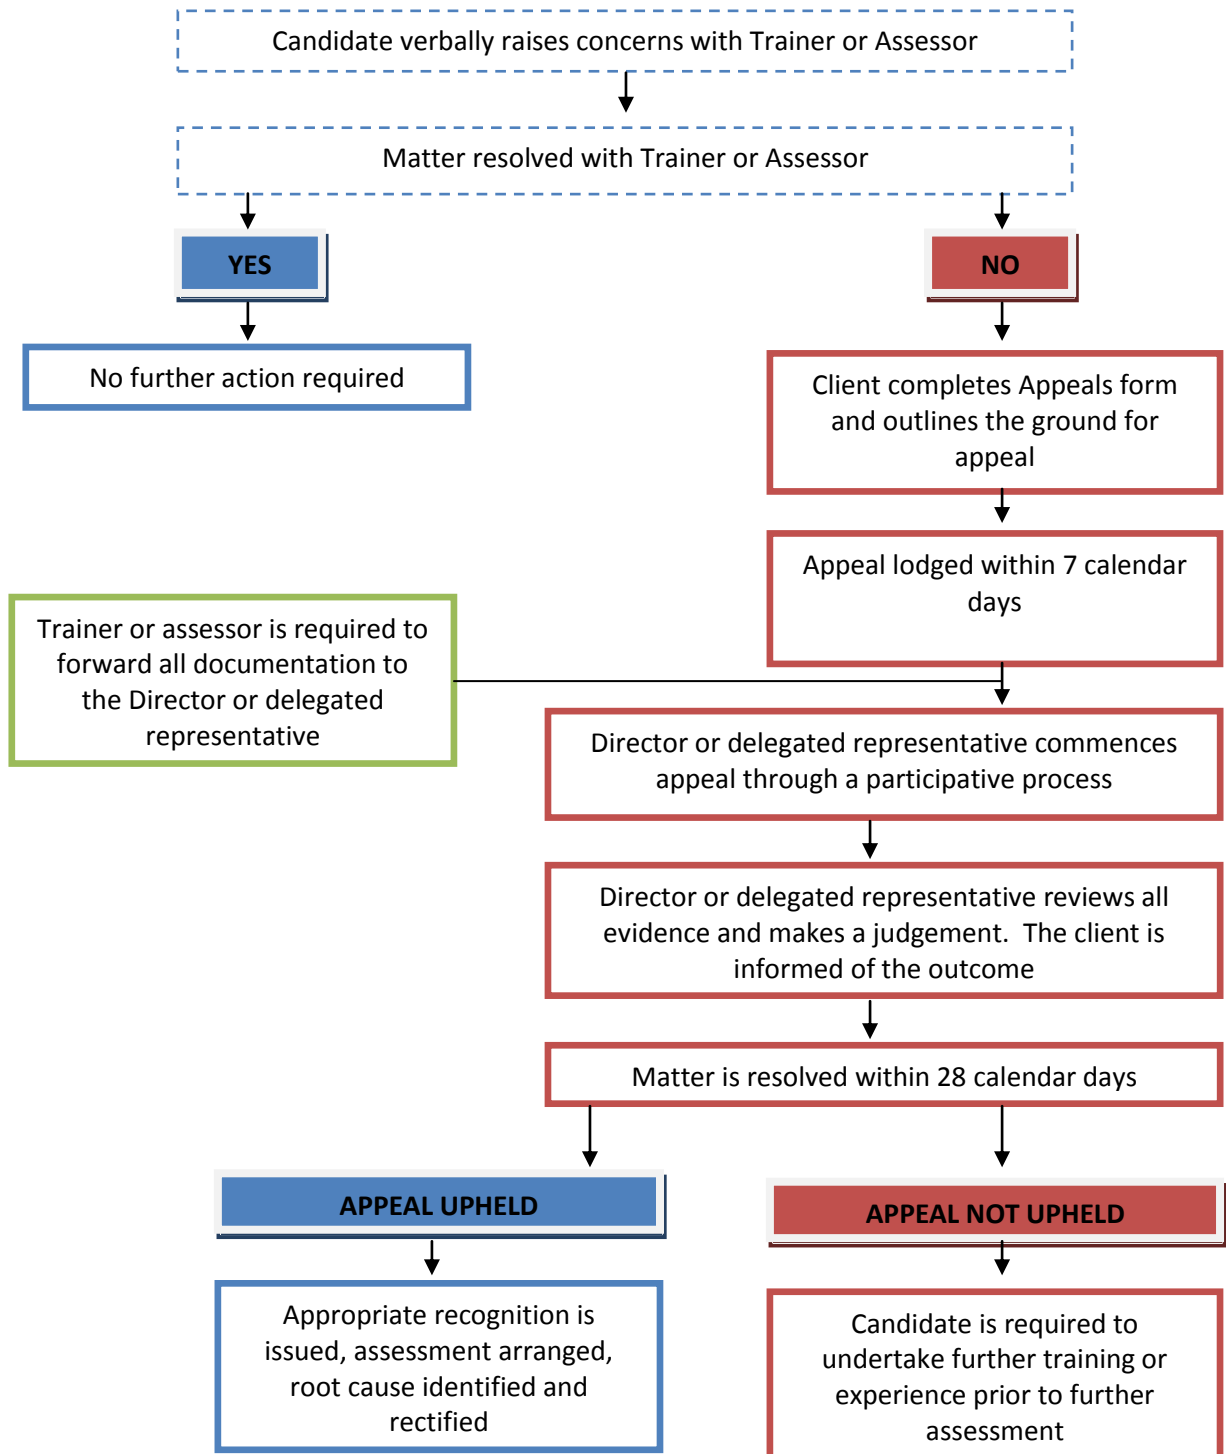 Candidate verbally raises concerns with Trainer or Assessor
Matter resolved with Trainer or Assessor
YES
NO
No further action required
Client completes Appeals form
and outlines the ground for
appeal
Appeal lodged within 7 calendar
days
Trainer or assessor is required to
forward all documentation to
the Director or delegated
representative
Director or delegated representative commences
appeal through a participative process
Director or delegated representative reviews all
evidence and makes a judgement.  The client is
informed of the outcome
Matter is resolved within 28 calendar days
APPEAL UPHELD
APPEAL NOT UPHELD
Appropriate recognition is
issued, assessment arranged,
root cause identified and
rectified
Candidate is required to
undertake further training or
experience prior to further
assessment